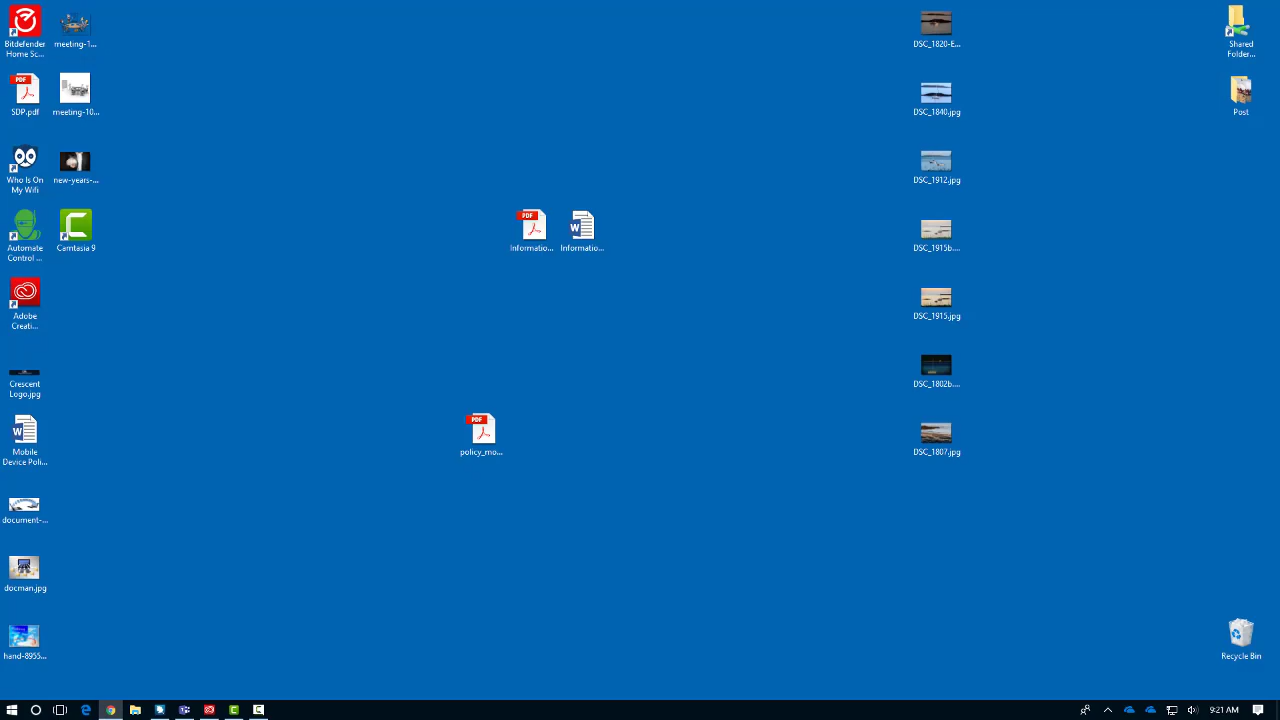 Bitdefender
Home Sc...
SDP.pdf
Who Is On
My Wifi
Automate
Control ...
Adobe
Creati...
Crescent
Logo.jpg
Mobile
Device Poli...
document-...
docman.jpg
hand-8955...
meeting-1...
meeting-10...
new-years-...
Camtasia 9
PDF
policy_mo...
PDF
Informatio...
Informatio...
DSC_1820-E...
DSC_1840.jpg
DSC_1912.jpg
DSC_1915b....
DSC_1915.jpg
DSC_1802b....
DSC_1807.jpg
Shared
Folder...
Post
Recycle Bin
9:21 AM